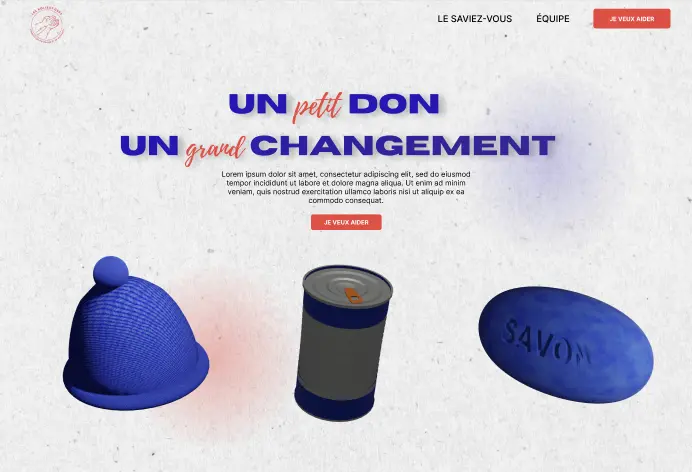 LE SAVIEZ-VOUS
ÉQUIPE
JE VEUX AIDER
UN petit DON
UN grand CHANGEMENT
Lorem ipsum dolor sit amet, consectetur adipiscing elit, sed do eiusmod
tempor incididunt ut labore et dolore magna aliqua. Ut enim ad minim
veniam, quis nostrud exercitation ullamco laboris nisi ut aliquip ex ea
commodo consequat.
JE VEUX AIDER
SAVON